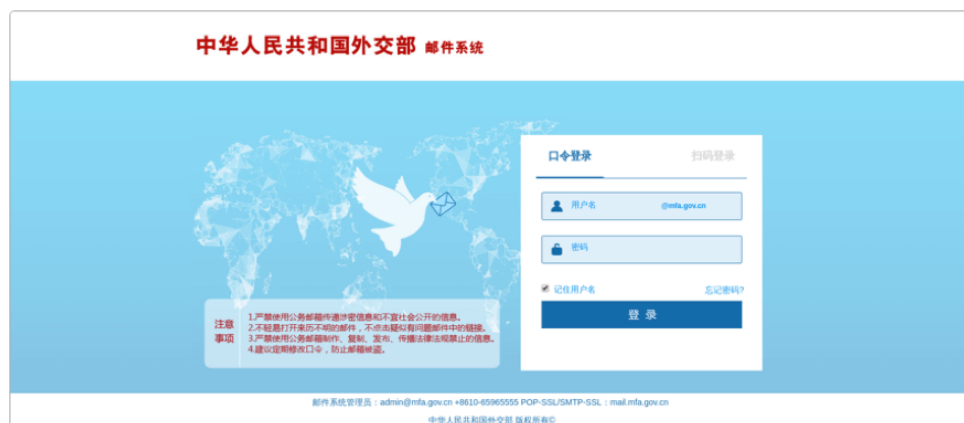 中华人民共和国外交部 邮件系统
口令登录 扫码登录
用户名 @mfa.gov.cn
密码
记住用户名 忘记密码?
登 录
注意事项
1.严禁使用公务邮箱传递涉密信息和不宜社会公开的信息。
2.不轻易打开来历不明的邮件，不点击疑似有问题邮件中的链接。
3.严禁使用公务邮箱制作、复制、发布、传播法律法规禁止的信息。
4.建议定期修改口令，防止邮箱被盗。
邮件系统管理员：admin@mfa.gov.cn +8610-65965555 POP-SSL/SMTP-SSL：mail.mfa.gov.cn
中华人民共和国外交部 版权所有©